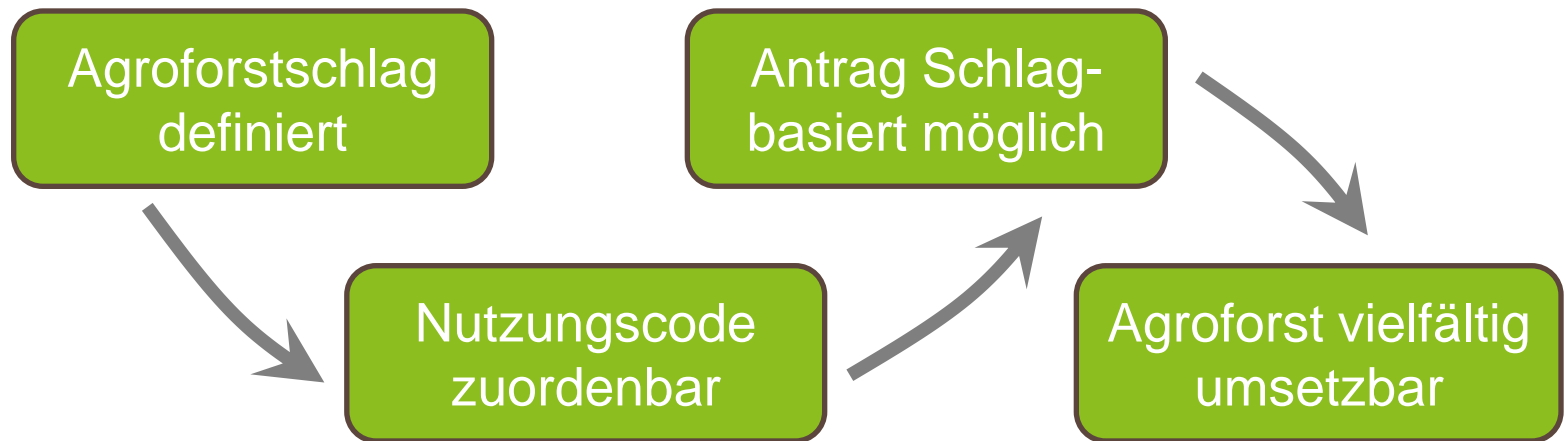 Agroforstschlag
definiert
Nutzungscode
zuordenbar
Antrag Schlag-
basiert möglich
Agroforst vielfältig
umsetzbar